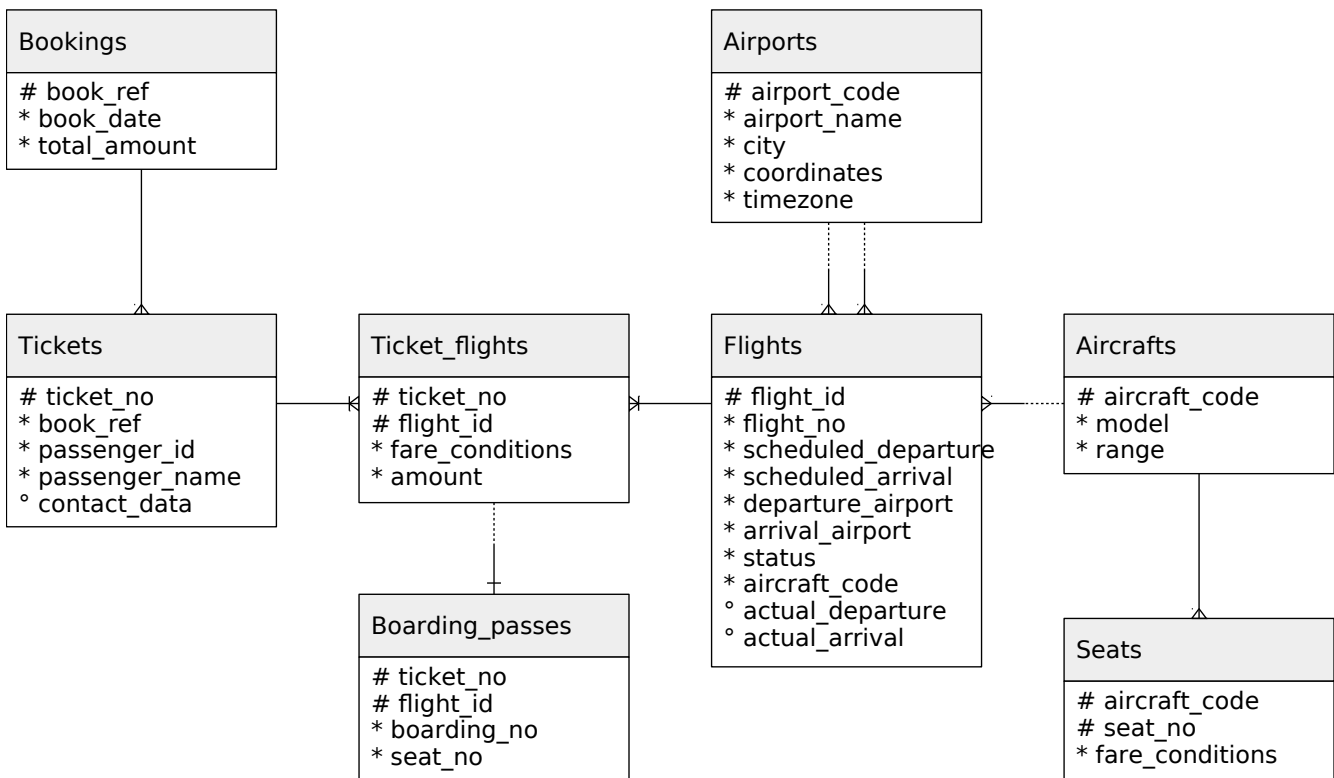 Bookings
# book_ref
* book_date
* total_amount
Airports
# airport_code
* airport_name
* city
* coordinates
* timezone
Tickets
# ticket_no
* book_ref
* passenger_id
* passenger_name
° contact_data
Ticket_flights
# ticket_no
# flight_id
* fare_conditions
* amount
Flights
# flight_id
* flight_no
* scheduled_departure
* scheduled_arrival
* departure_airport
* arrival_airport
* status
* aircraft_code
° actual_departure
° actual_arrival
Aircrafts
# aircraft_code
* model
* range
Boarding_passes
# ticket_no
# flight_id
* boarding_no
* seat_no
Seats
# aircraft_code
# seat_no
* fare_conditions